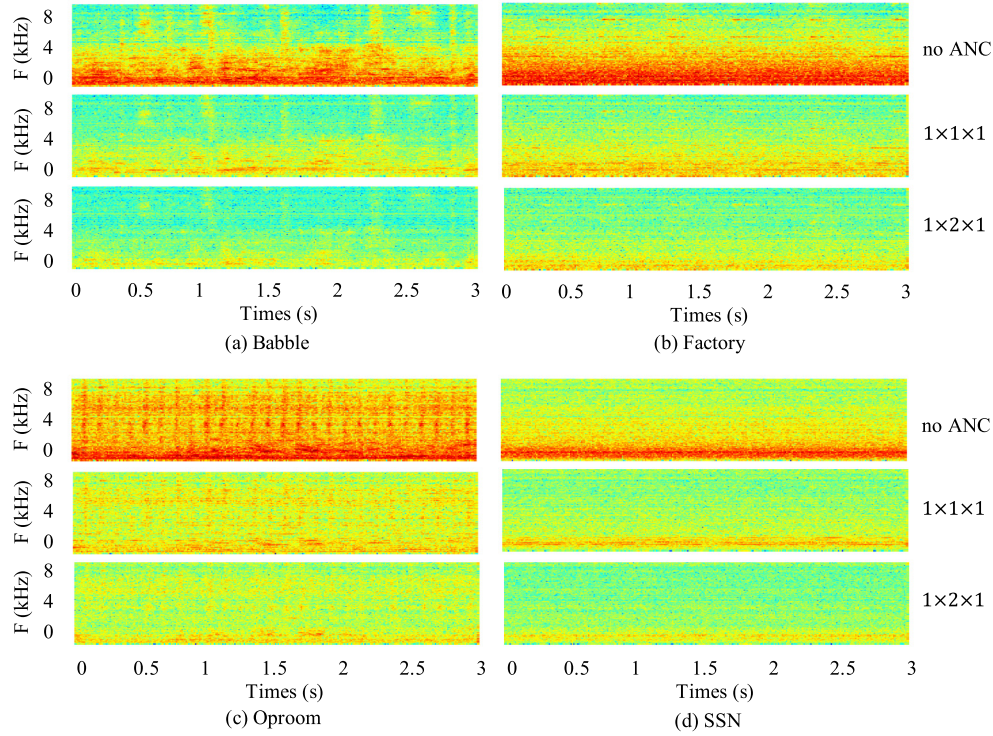 F (kHz)
8
4
0
no ANC
F (kHz)
8
4
0
1×1×1
F (kHz)
8
4
0
1×2×1
0 0.5 1 1.5 2 2.5 3
0 0.5 1 1.5 2 2.5 3
Times (s)
Times (s)
(a) Babble
(b) Factory
F (kHz)
8
4
0
no ANC
F (kHz)
8
4
0
1×1×1
F (kHz)
8
4
0
1×2×1
0 0.5 1 1.5 2 2.5 3
0 0.5 1 1.5 2 2.5 3
Times (s)
Times (s)
(c) Oproom
(d) SSN